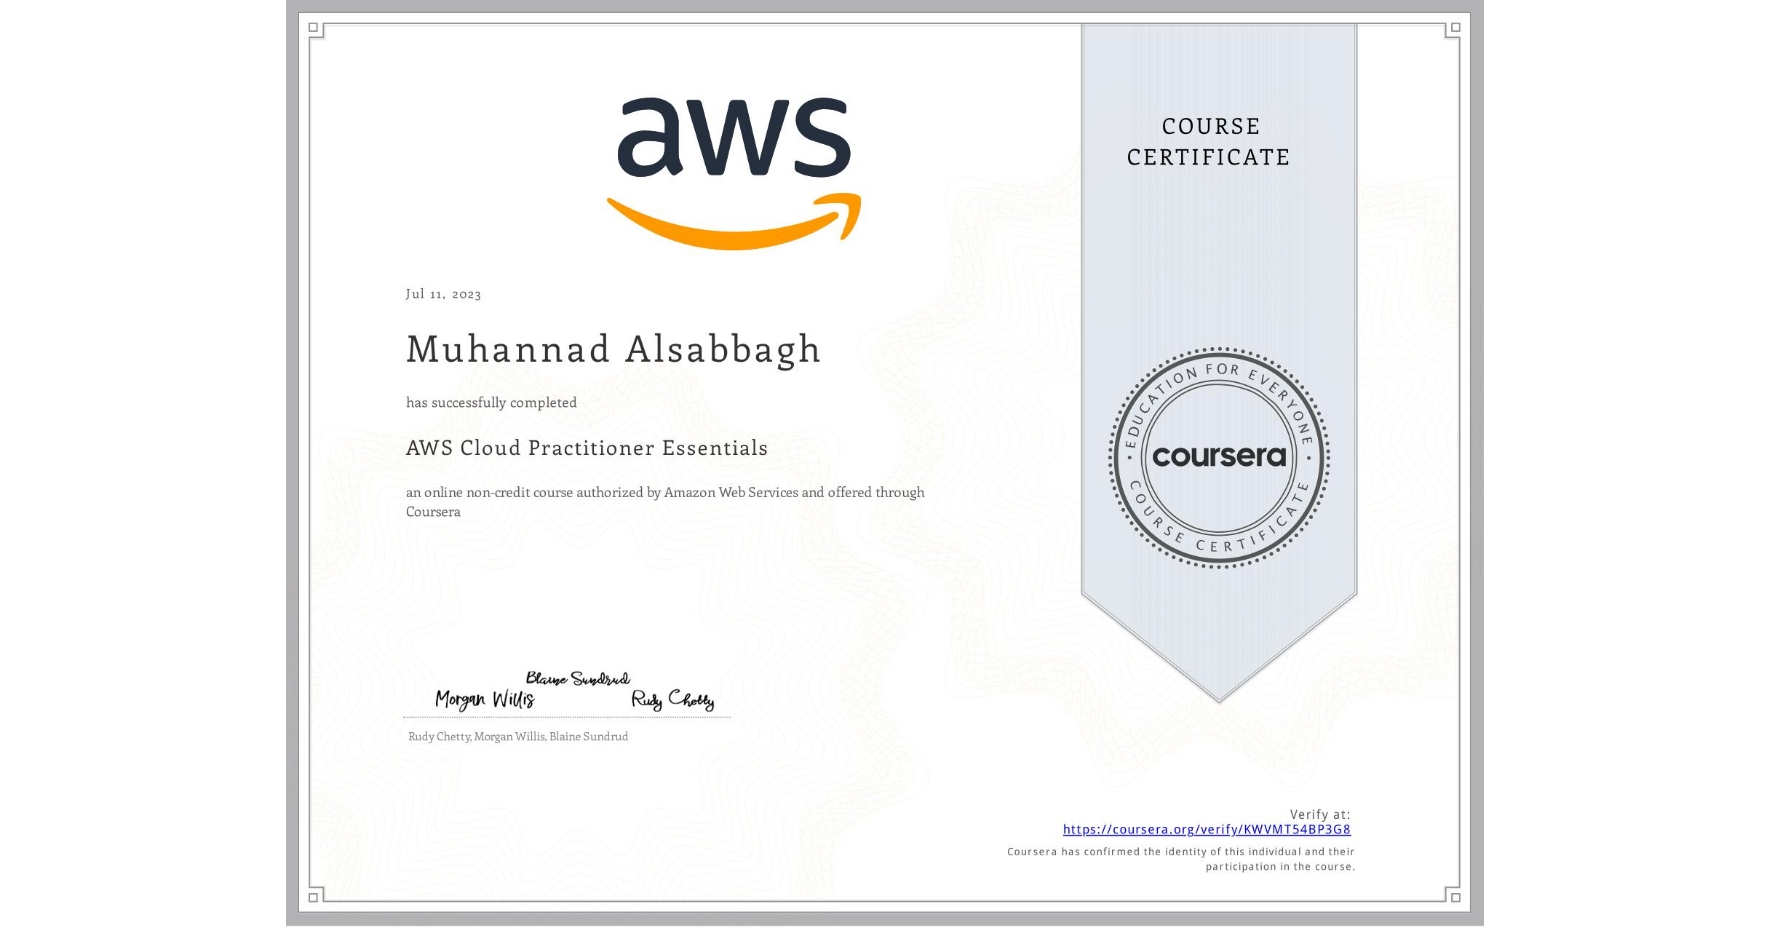 aws
COURSE
CERTIFICATE
Jul 11, 2023
Muhannad Alsabbagh
has successfully completed
AWS Cloud Practitioner Essentials
an online non-credit course authorized by Amazon Web Services and offered through
Coursera
EDUCATION FOR EVERYONE
coursera
COURSE CERTIFICATE
Blaine Sundrud
Morgan Willis
Rudy Chetty
Rudy Chetty, Morgan Willis, Blaine Sundrud
Verify at:
https://coursera.org/verify/KWVMT54BP3G8
Coursera has confirmed the identity of this individual and their
participation in the course.